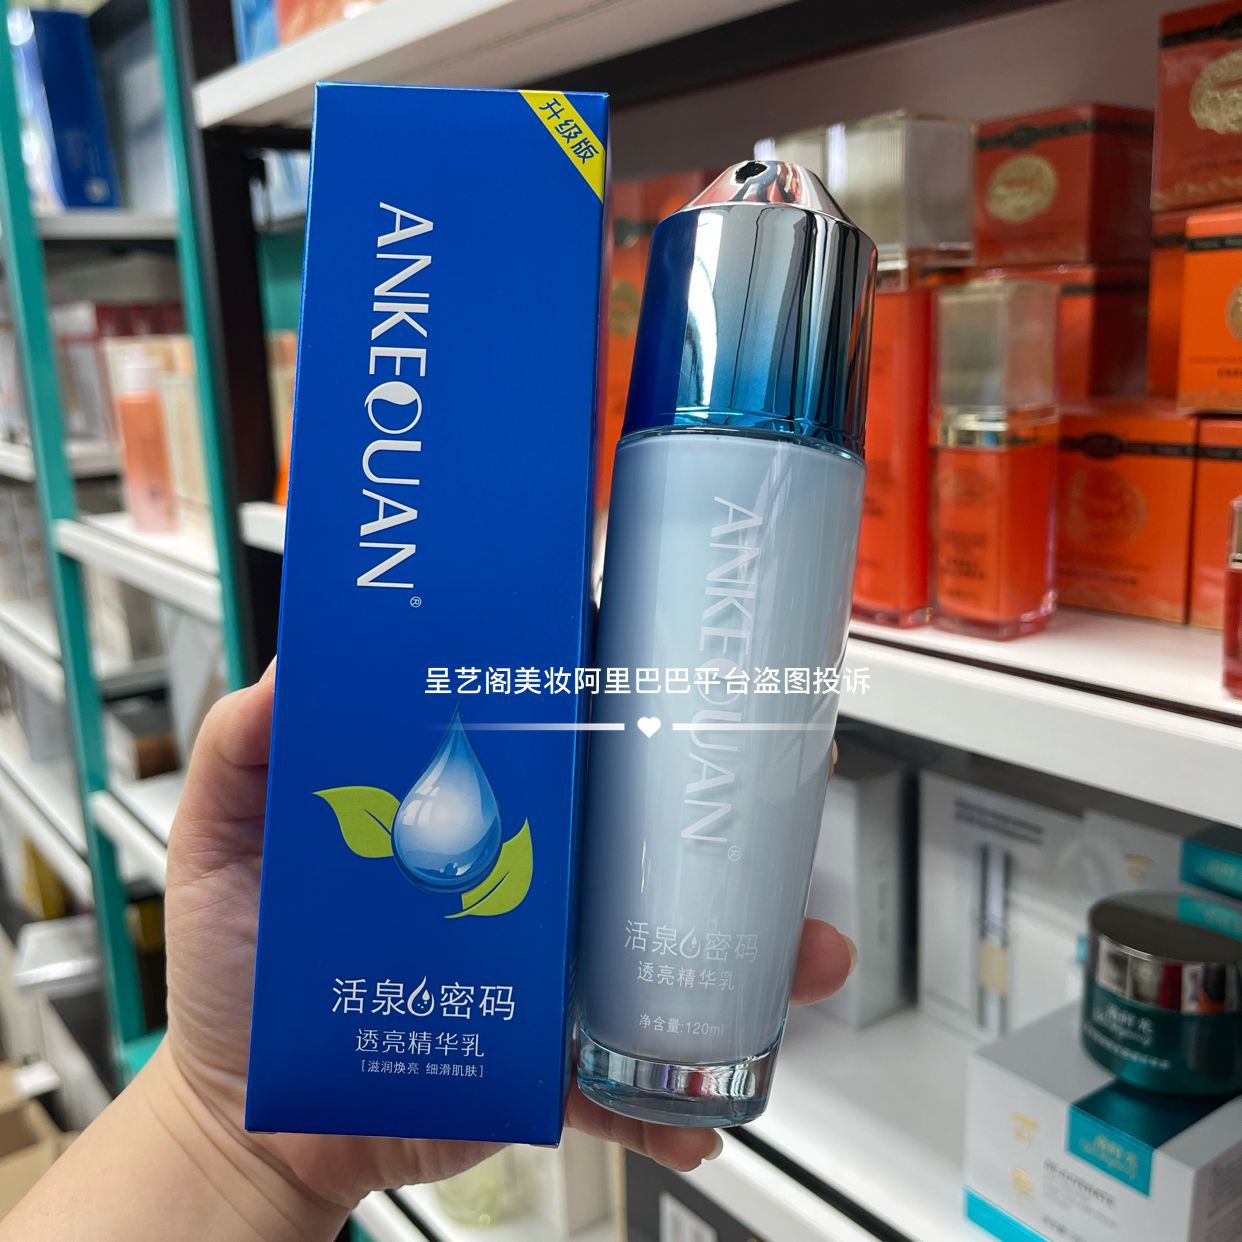 升级版
ANKEQUAN®
活泉密码
透亮精华乳
[滋润焕亮 细滑肌肤]
ANKEQUAN®
活泉密码
透亮精华乳
净含量:120ml
呈艺阁美妆阿里巴巴平台盗图投诉